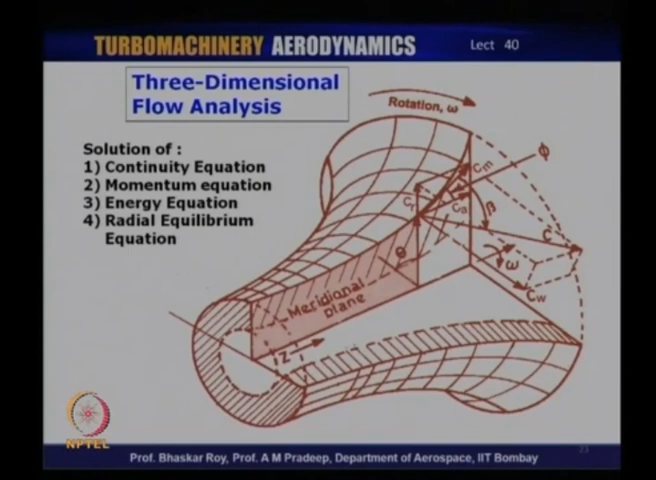 TURBOMACHINERY AERODYNAMICS
Lect 40
Three-Dimensional
Flow Analysis
Solution of :
1) Continuity Equation
2) Momentum equation
3) Energy Equation
4) Radial Equilibrium
Equation
Rotation, ω
Cm
ϕ
Cr
Ca
β
C
θ
ω
Cw
Meridional
plane
Z
NPTEL
Prof. Bhaskar Roy, Prof. A M Pradeep, Department of Aerospace, IIT Bombay
23